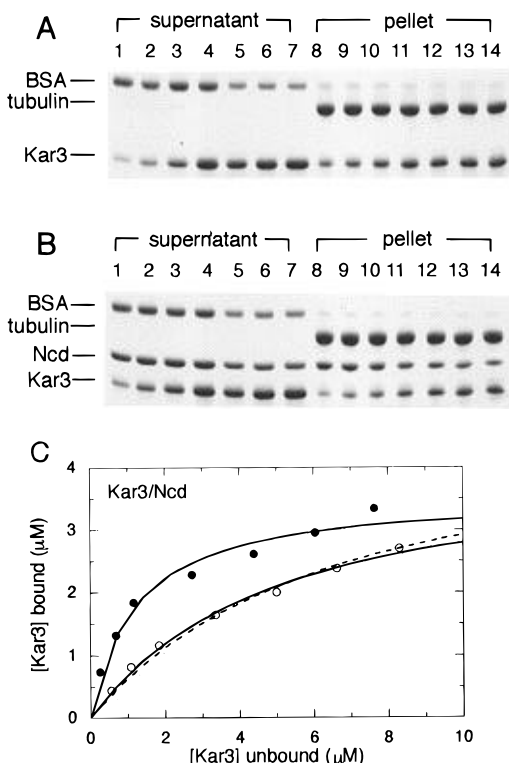 A
supernatant pellet
1 2 3 4 5 6 7 8 9 10 11 12 13 14
BSA
tubulin
Kar3
B
supernatant pellet
1 2 3 4 5 6 7 8 9 10 11 12 13 14
BSA
tubulin
Ncd
Kar3
C
Kar3/Ncd
[Kar3] bound (μM)
4
3
2
1
0
0 2 4 6 8 10
[Kar3] unbound (μM)